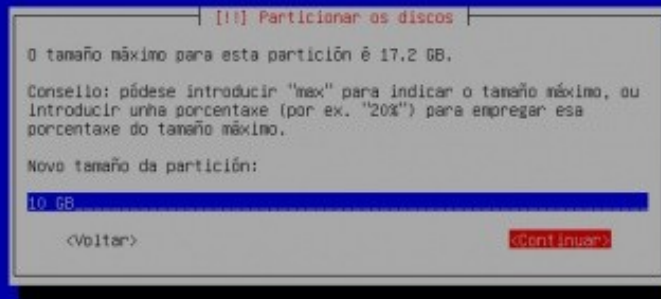 [!!] Particionar os discos
O tamaño máximo para esta partición é 17.2 GB.
Consello: pódese introducir "max" para indicar o tamaño máximo, ou
introducir unha porcentaxe (por ex. "20%") para empregar esa
porcentaxe do tamaño máximo.
Novo tamaño da partición:
10 GB
<Voltar> <Continuar>